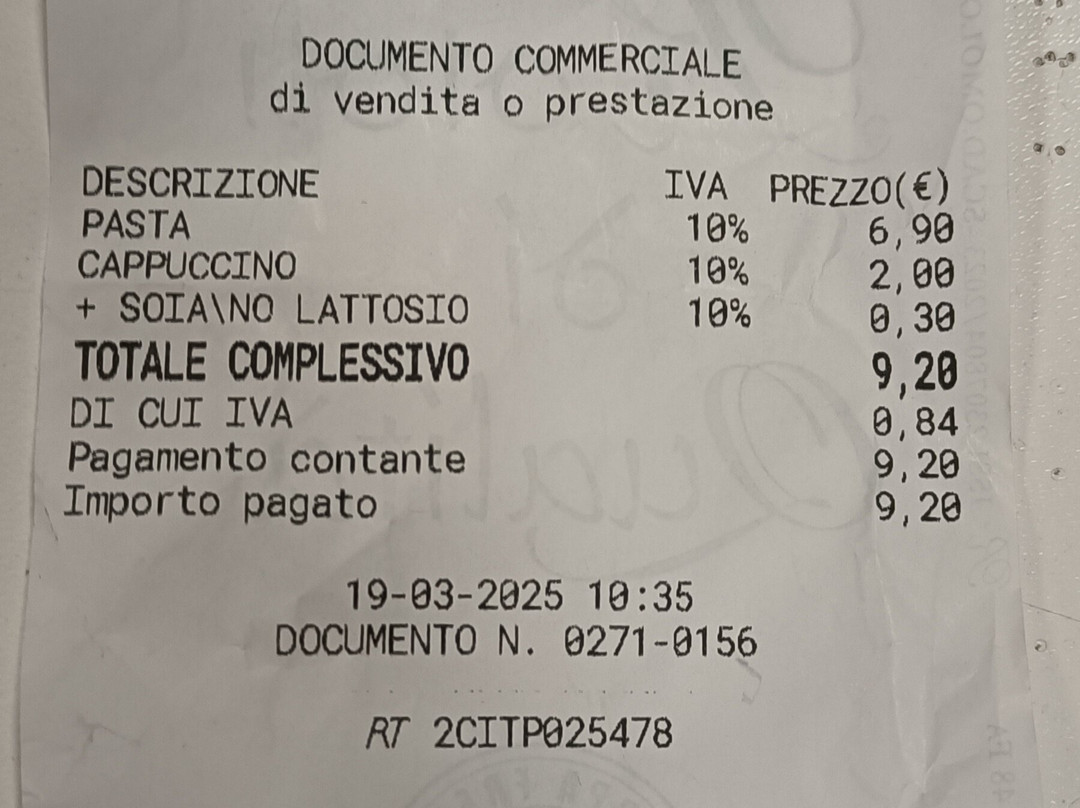 DOCUMENTO COMMERCIALE
di vendita o prestazione
DESCRIZIONE IVA PREZZO(€)
PASTA 10% 6,90
CAPPUCCINO 10% 2,00
+ SOIA\NO LATTOSIO 10% 0,30
TOTALE COMPLESSIVO 9,20
DI CUI IVA 0,84
Pagamento contante 9,20
Importo pagato 9,20
19-03-2025 10:35
DOCUMENTO N. 0271-0156
RT 2CITP025478